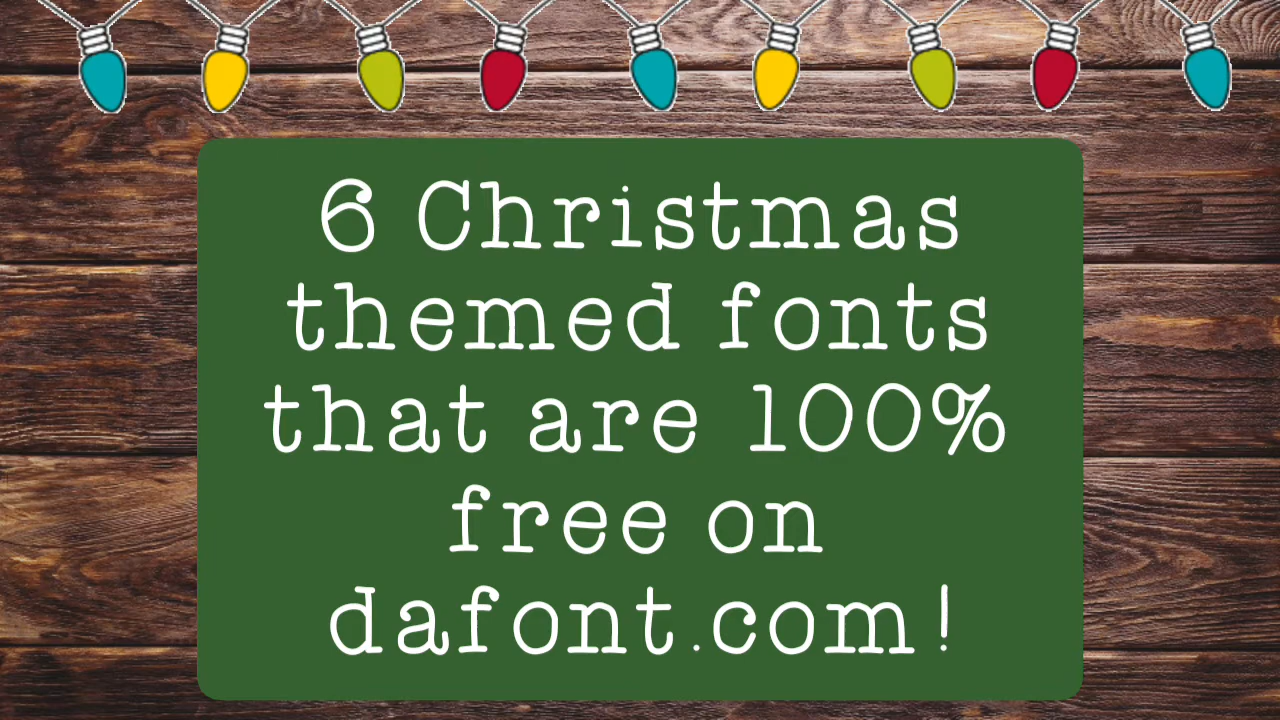 6 Christmas
themed fonts
that are 100%
free on
dafont.com!